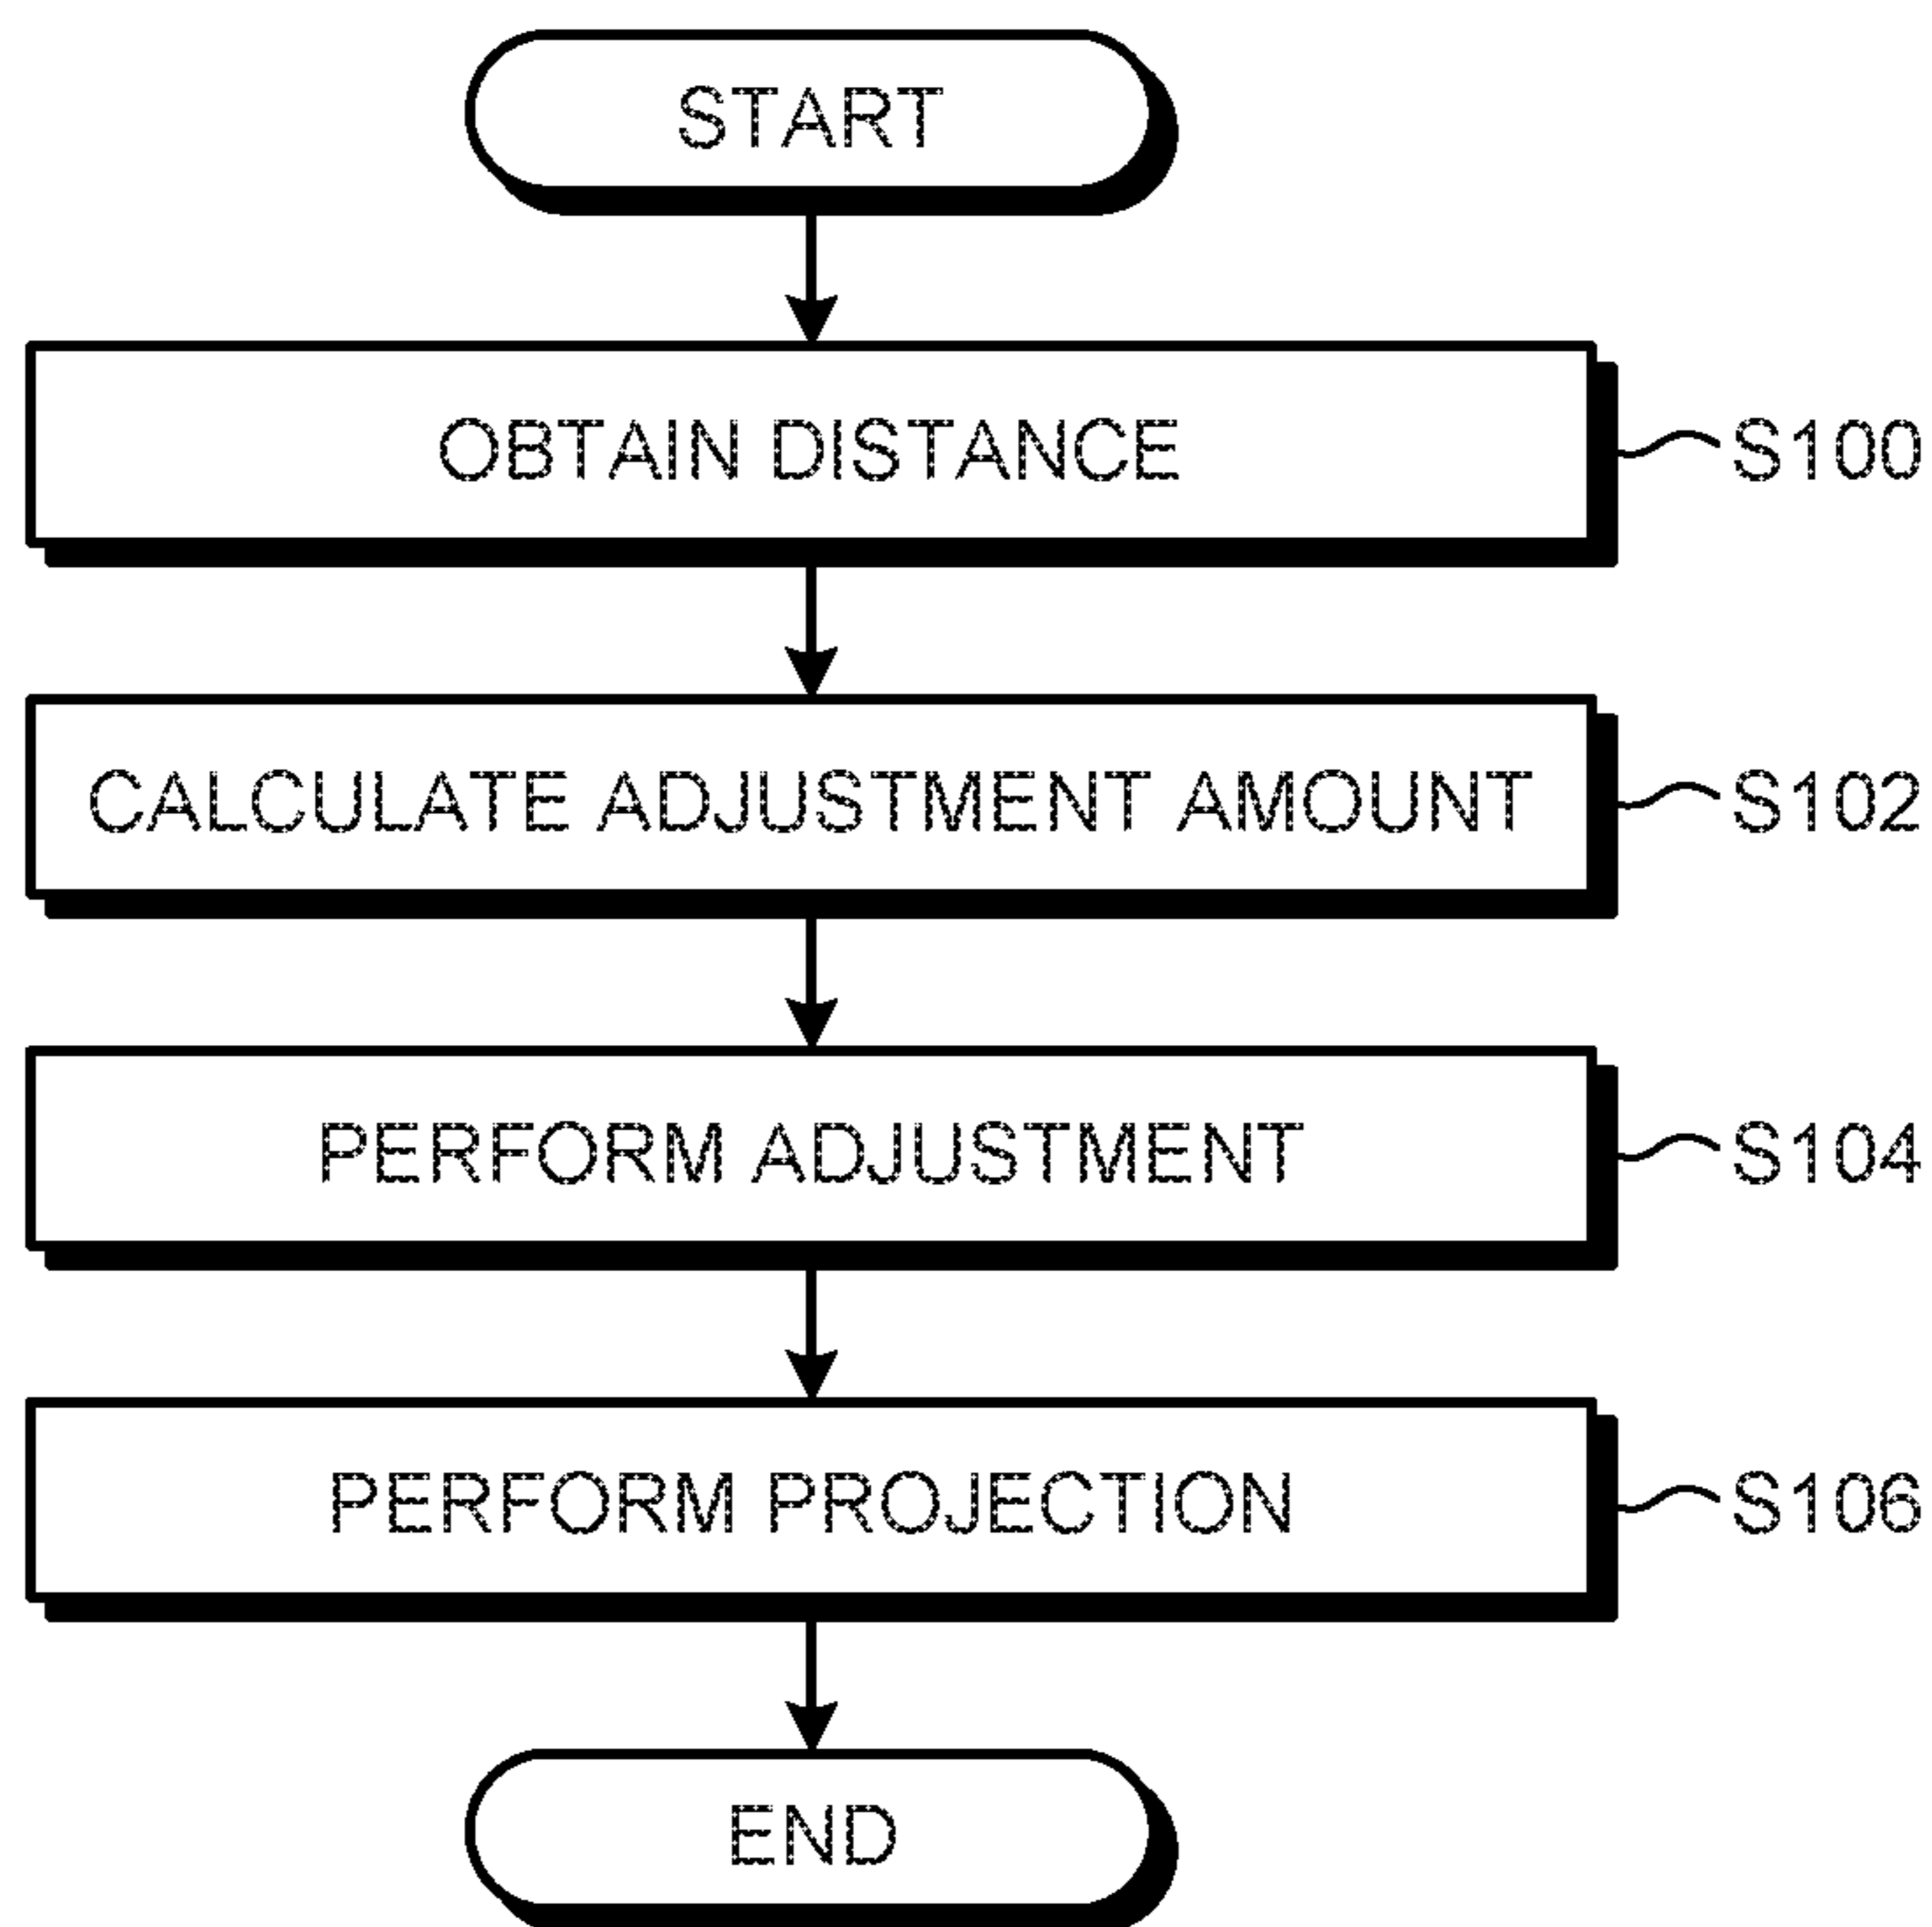 START
OBTAIN DISTANCE
S100
CALCULATE ADJUSTMENT AMOUNT
S102
PERFORM ADJUSTMENT
S104
PERFORM PROJECTION
S106
END